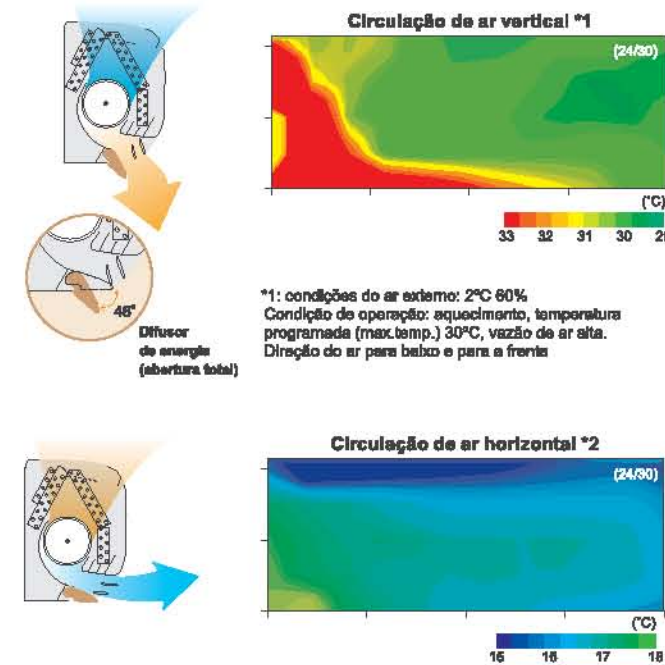 Circulação de ar vertical *1
(24/30)
(°C)
33 32 31 30
46°
Difusor
de energia
(abertura total)
*1: condições do ar externo: 2°C 60%
Condição de operação: aquecimento, temperatura
programada (max.temp.) 30°C, vazão de ar alta.
Direção do ar para baixo e para a frente
Circulação de ar horizontal *2
(24/30)
(°C)
15 16 17 18